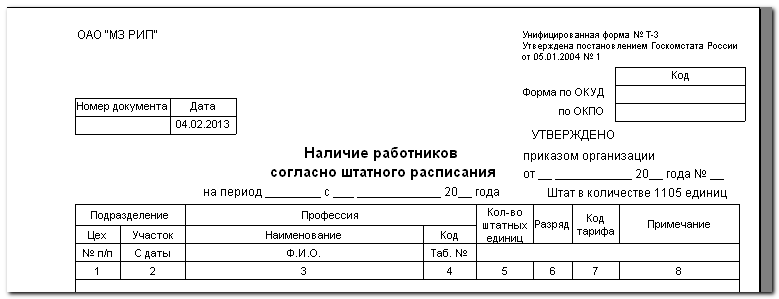 ОАО "МЗ РИП"
Унифицированная форма № Т-3
Утверждена постановлением Госкомстата России
от 05.01.2004 № 1
Код
Форма по ОКУД
по ОКПО
Номер документа Дата
04.02.2013
УТВЕРЖДЕНО
Наличие работников
согласно штатного расписания
приказом организации
от __ ____________ 20__ года № __
на период ________ с ___ ____________ 20__ года
Штат в количестве 1105 единиц
Подразделение Профессия Кол-во штатных единиц Разряд Код тарифа Примечание
Цех Участок Наименование Код
№ п/п С даты Ф.И.О. Таб. №
1 2 3 4 5 6 7 8